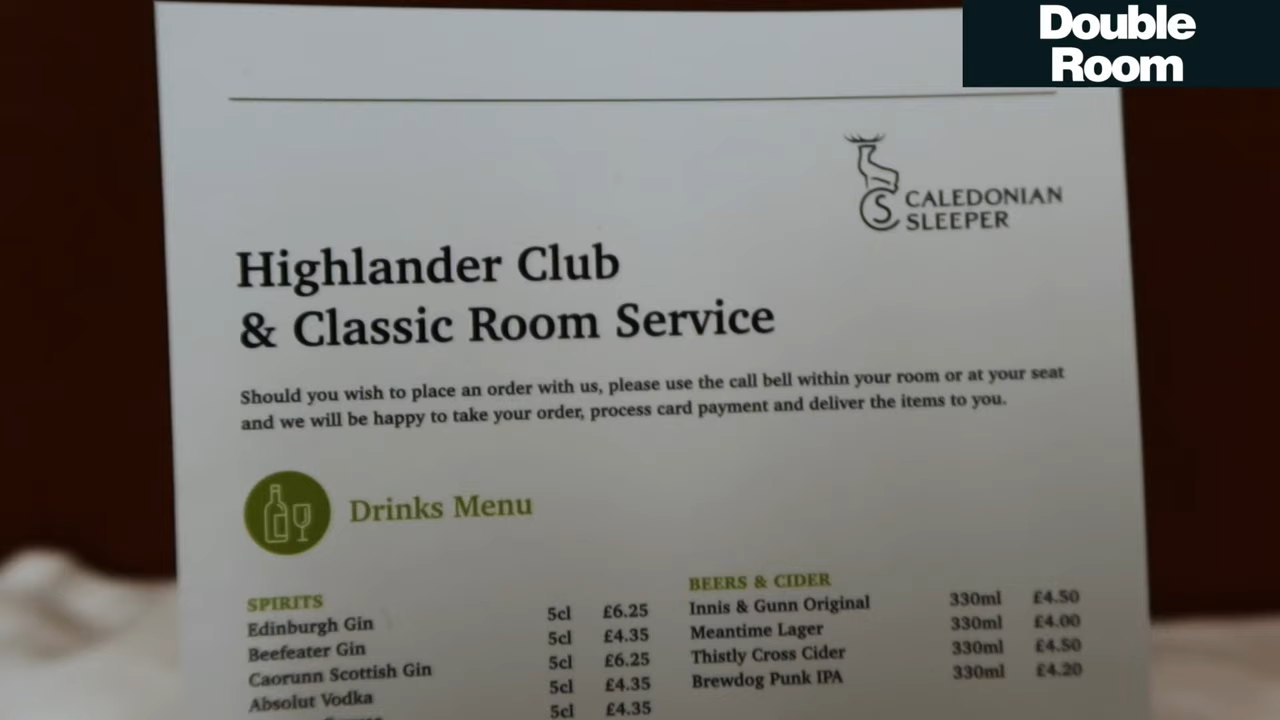 Double
Room
CALEDONIAN
SLEEPER
Highlander Club
& Classic Room Service
Should you wish to place an order with us, please use the call bell within your room or at your seat
and we will be happy to take your order, process card payment and deliver the items to you.
Drinks Menu
SPIRITS
Edinburgh Gin 5cl £6.25
Beefeater Gin 5cl £4.35
Caorunn Scottish Gin 5cl £6.25
Absolut Vodka 5cl £4.35
5cl £4.35
BEERS & CIDER
Innis & Gunn Original 330ml £4.50
Meantime Lager 330ml £4.00
Thistly Cross Cider 330ml £4.50
Brewdog Punk IPA 330ml £4.20